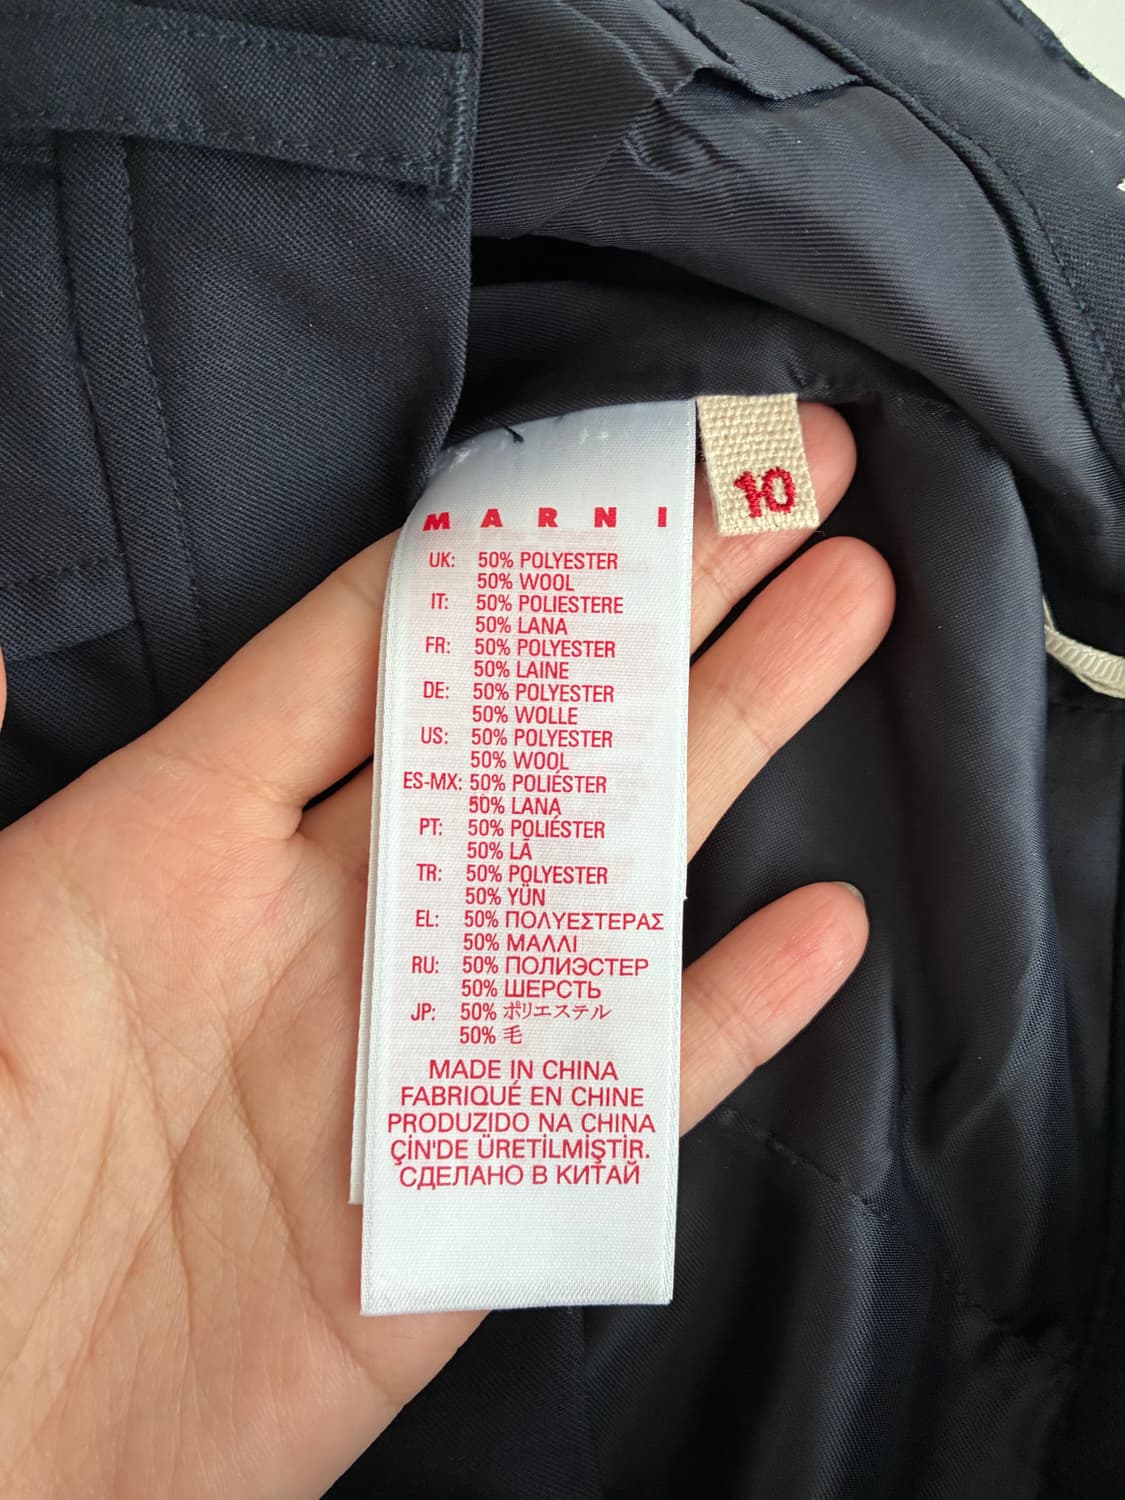 10
MARNI
UK: 50% POLYESTER
50% WOOL
IT: 50% POLIESTERE
50% LANA
FR: 50% POLYESTER
50% LAINE
DE: 50% POLYESTER
50% WOLLE
US: 50% POLYESTER
50% WOOL
ES-MX: 50% POLIÉSTER
50% LANA
PT: 50% POLIÉSTER
50% LÃ
TR: 50% POLYESTER
50% YÜN
EL: 50% ΠΟΛΥΕΣΤΕΡΑΣ
50% ΜΑΛΛΙ
RU: 50% ПОЛИЭСТЕР
50% ШЕРСТЬ
JP: 50% ポリエステル
50% 毛
MADE IN CHINA
FABRIQUÉ EN CHINE
PRODUZIDO NA CHINA
ÇİN'DE ÜRETİLMİŞTİR.
СДЕЛАНО В КИТАЙ